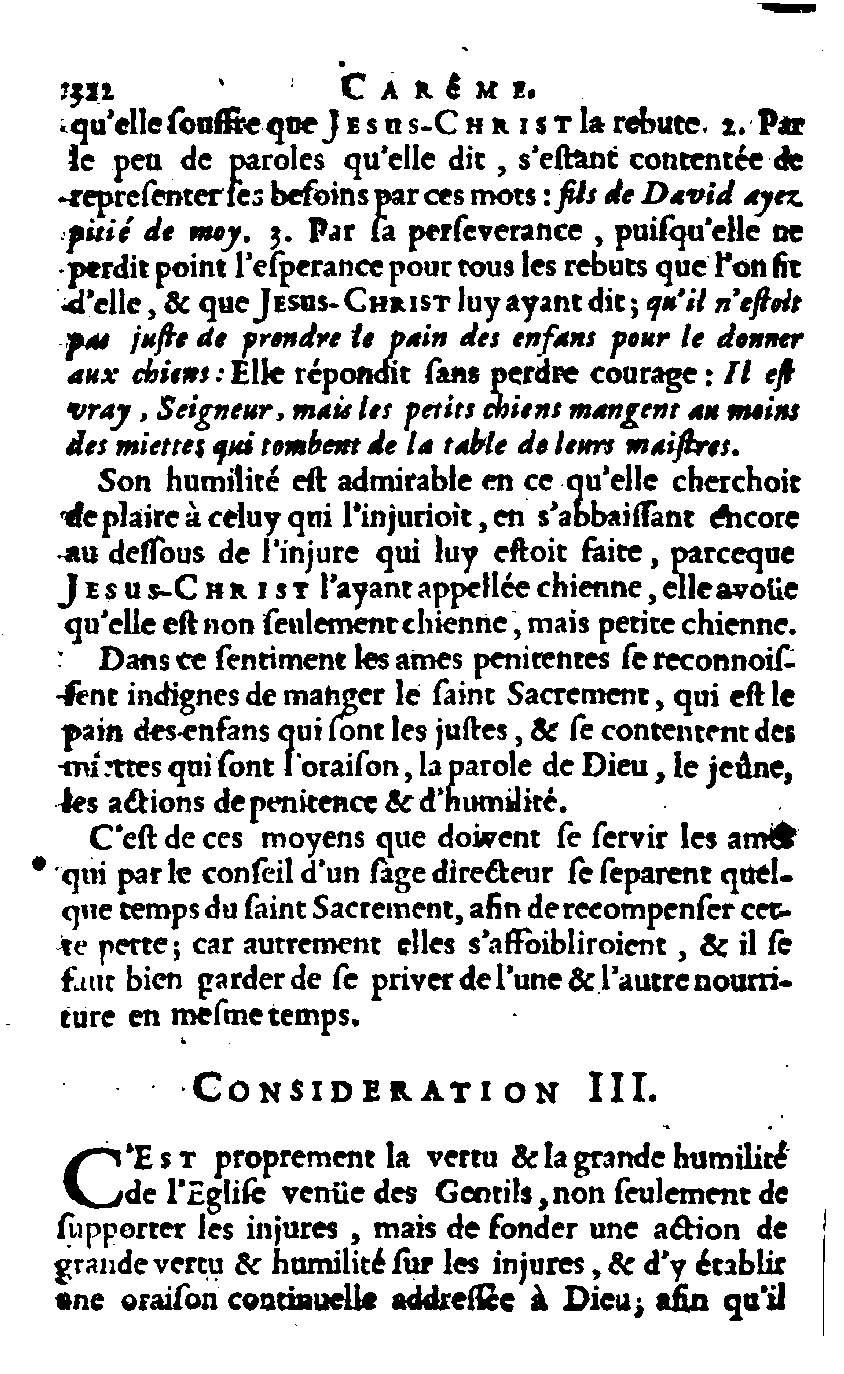 1322 CARÊME.
qu'elle ſouffre que JESUS-CHRIST la rebute. 2. Par
le peu de paroles qu'elle dit, s'eſtant contentée de
repreſenter ſes beſoins par ces mots : fils de David ayez
pitié de moy. 3. Par ſa perſeverance, puiſqu'elle ne
perdit point l'eſperance pour tous les rebuts que l'on fit
d'elle, & que JESUS-CHRIST luy ayant dit; qu'il n'eſtoit
pas juſte de prendre le pain des enfans pour le donner
aux chiens: Elle répondit ſans perdre courage : Il eſt
vray, Seigneur, mais les petits chiens mangent au moins
des miettes qui tombent de la table de leurs maiſtres.
Son humilité eſt admirable en ce qu'elle cherchoit
de plaire à celuy qui l'injurioit, en s'abbaiſſant encore
au deſſous de l'injure qui luy eſtoit faite, parceque
JESUS-CHRIST l'ayant appellée chienne, elle avoüe
qu'elle eſt non ſeulement chienne, mais petite chienne.
Dans ce ſentiment les ames penitentes ſe reconnoiſ-
ſent indignes de manger le ſaint Sacrement, qui eſt le
pain des enfans qui ſont les juſtes, & ſe contentent des
miettes qui ſont l'oraiſon, la parole de Dieu, le jeûne,
les actions de penitence & d'humilité.
C'eſt de ces moyens que doivent ſe ſervir les ames
qui par le conſeil d'un ſage directeur ſe ſeparent quel-
que temps du ſaint Sacrement, afin de recompenſer cet-
te perte; car autrement elles s'affoibliroient, & il ſe
faut bien garder de ſe priver de l'une & l'autre nourri-
ture en meſme temps.
CONSIDERATION III.
C'EST proprement la vertu & la grande humilité
de l'Egliſe venüe des Gentils, non ſeulement de
ſupporter les injures, mais de fonder une action de
grande vertu & humilité ſur les injures, & d'y établir
une oraiſon continuelle addreſſée à Dieu; afin qu'il